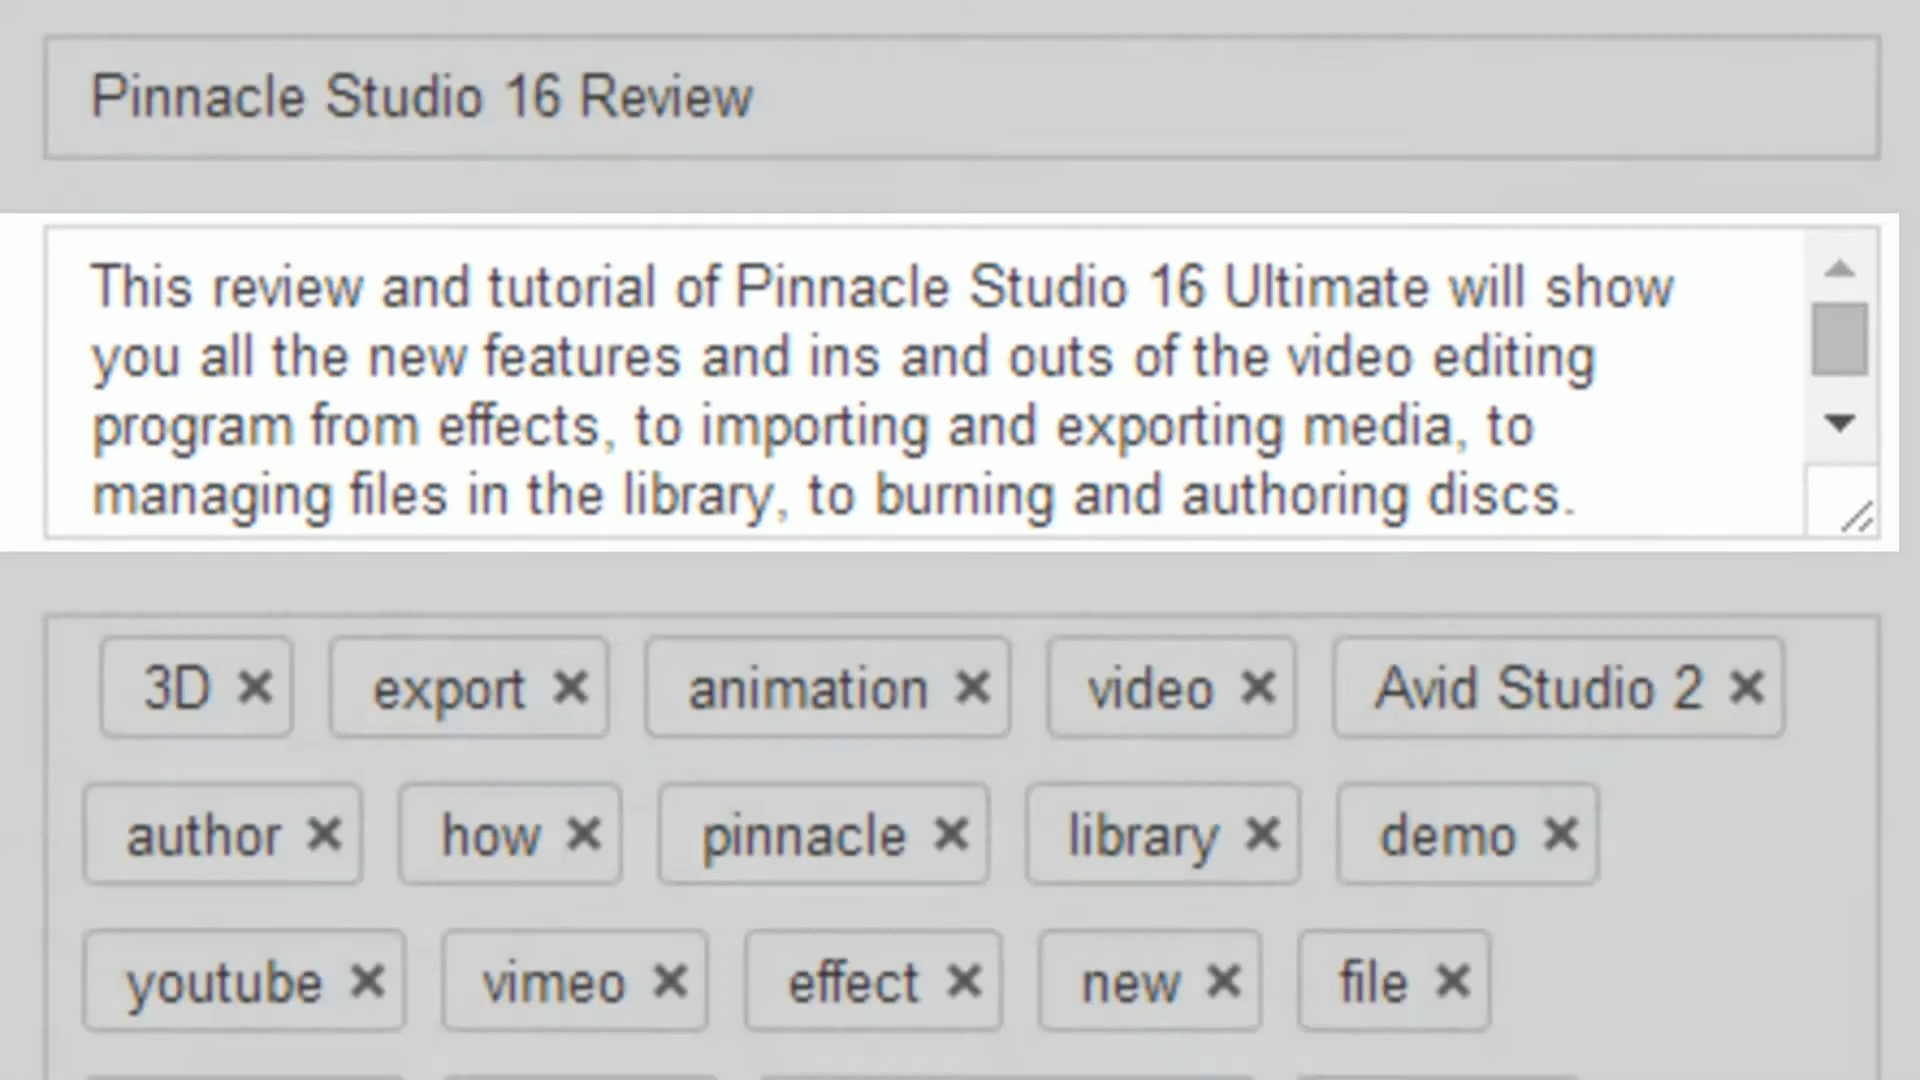 Pinnacle Studio 16 Review
This review and tutorial of Pinnacle Studio 16 Ultimate will show
you all the new features and ins and outs of the video editing
program from effects, to importing and exporting media, to
managing files in the library, to burning and authoring discs.
3D × export × animation × video × Avid Studio 2 ×
author × how × pinnacle × library × demo ×
youtube × vimeo × effect × new × file ×